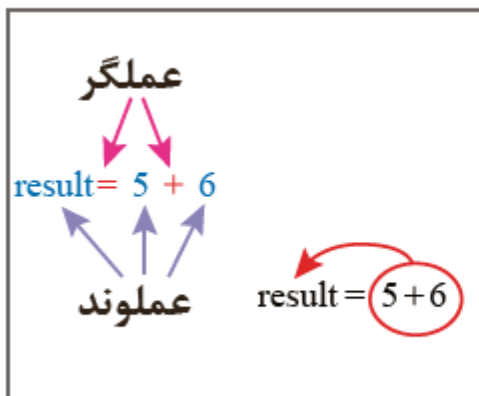 عملگر
result= 5 + 6
عملوند
result = 5+6